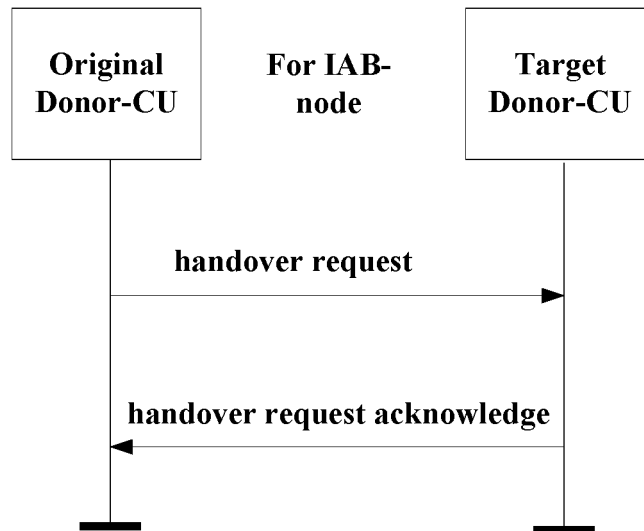 Original
Donor-CU
For IAB-
node
Target
Donor-CU
handover request
handover request acknowledge